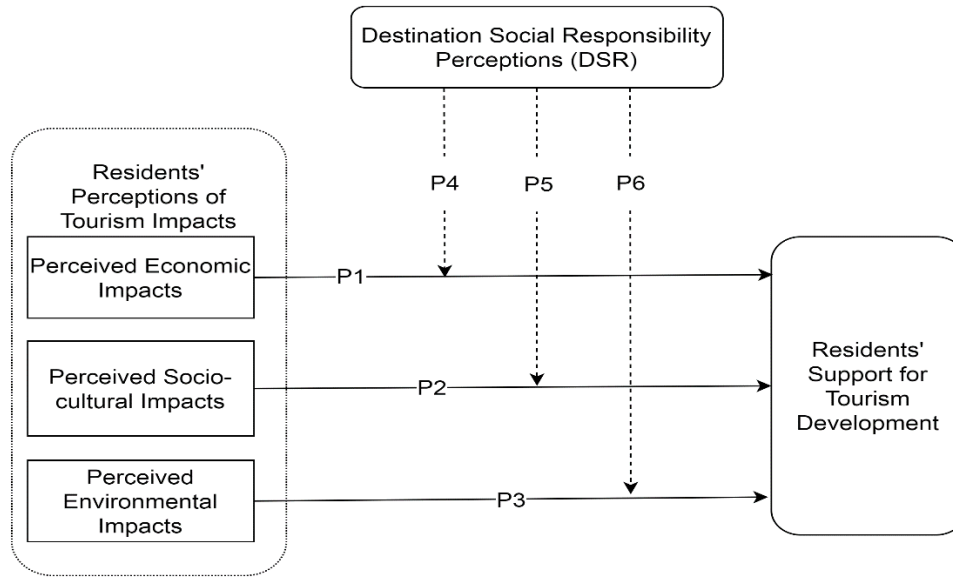 Destination Social Responsibility
Perceptions (DSR)
Residents'
Perceptions of
Tourism Impacts
P4
P5
P6
Perceived Economic
Impacts
P1
Perceived Socio-
cultural Impacts
P2
Perceived
Environmental
Impacts
P3
Residents'
Support for
Tourism
Development